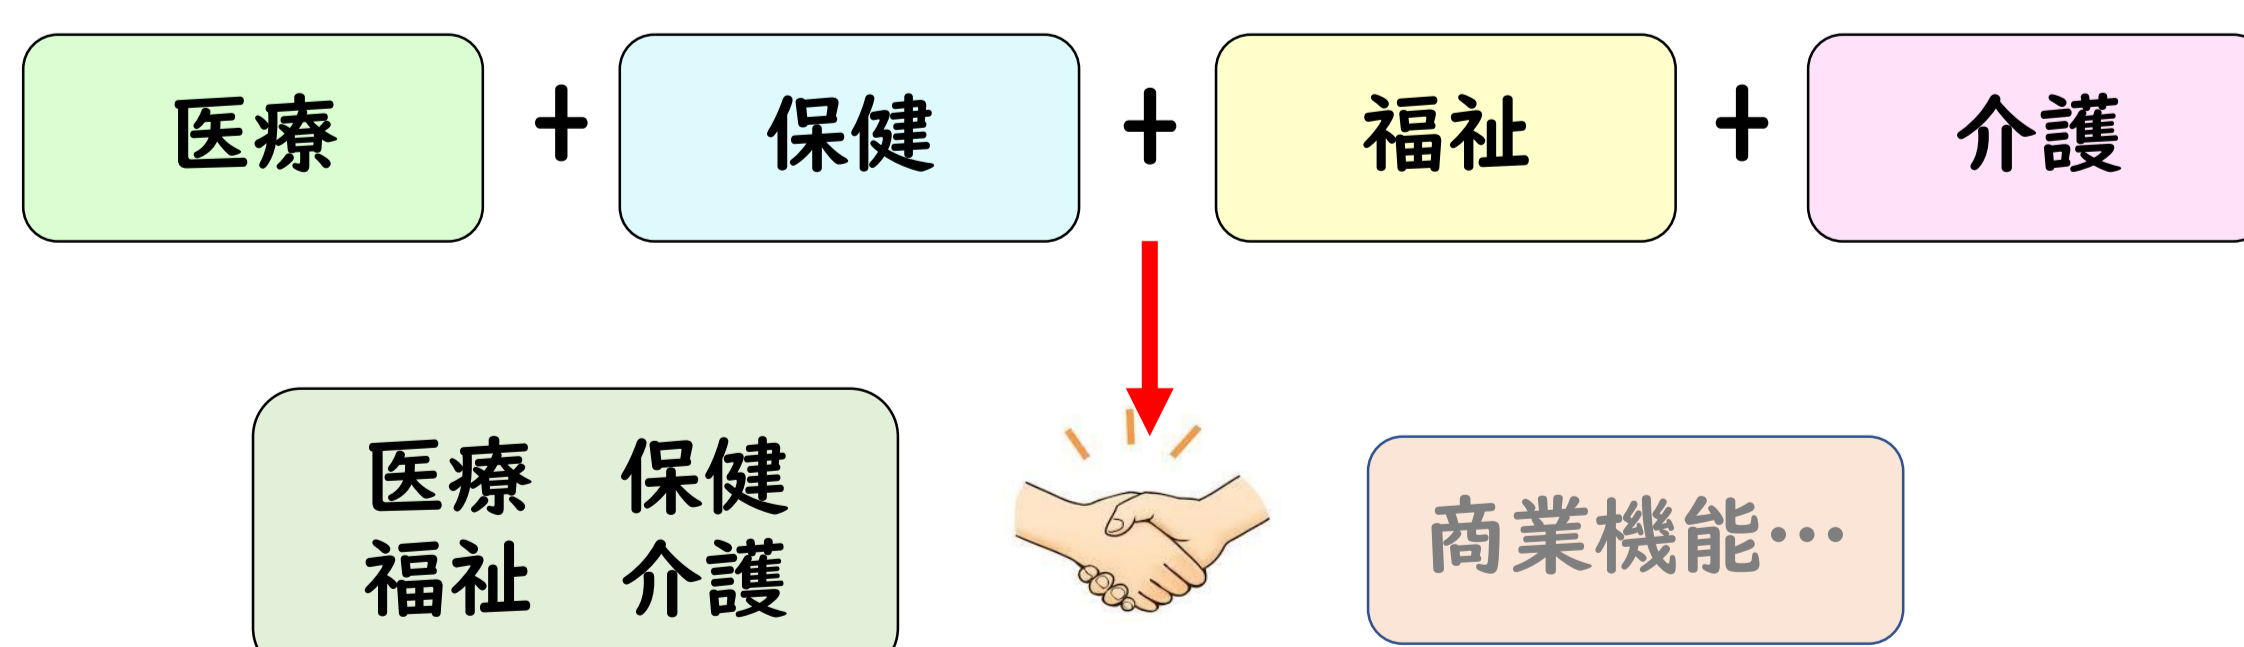 医療 + 保健 + 福祉 + 介護
医療　保健
福祉　介護
商業機能…